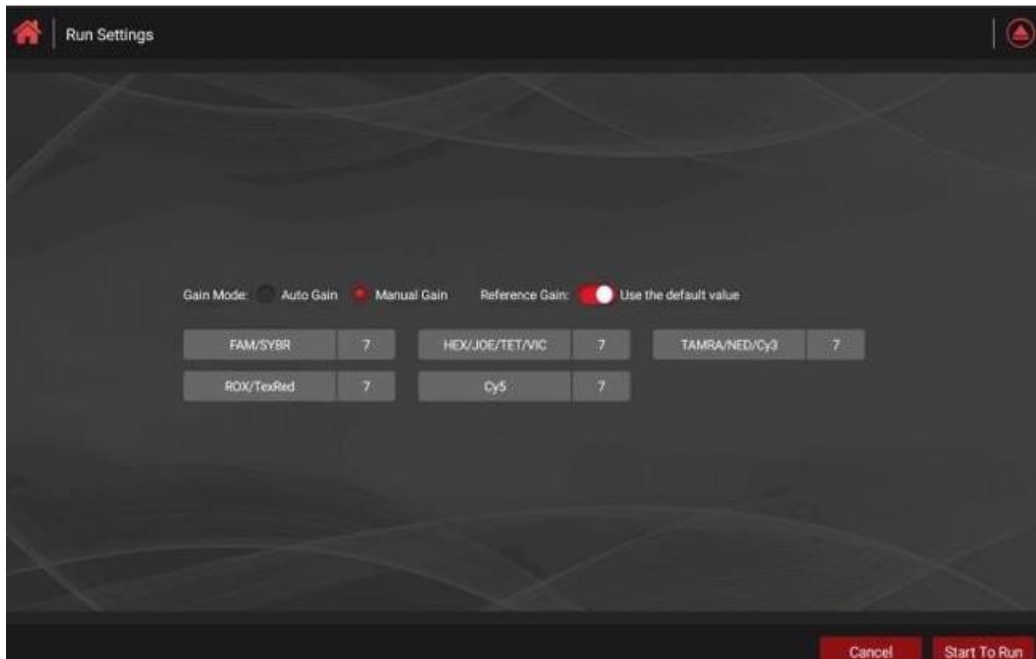 Run Settings
Gain Mode: Auto Gain Manual Gain Reference Gain: Use the default value
FAM/SYBR 7 HEX/JOE/TET/VIC 7 TAMRA/NED/Cy3 7
ROX/TexRed 7 Cy5 7
Cancel Start To Run